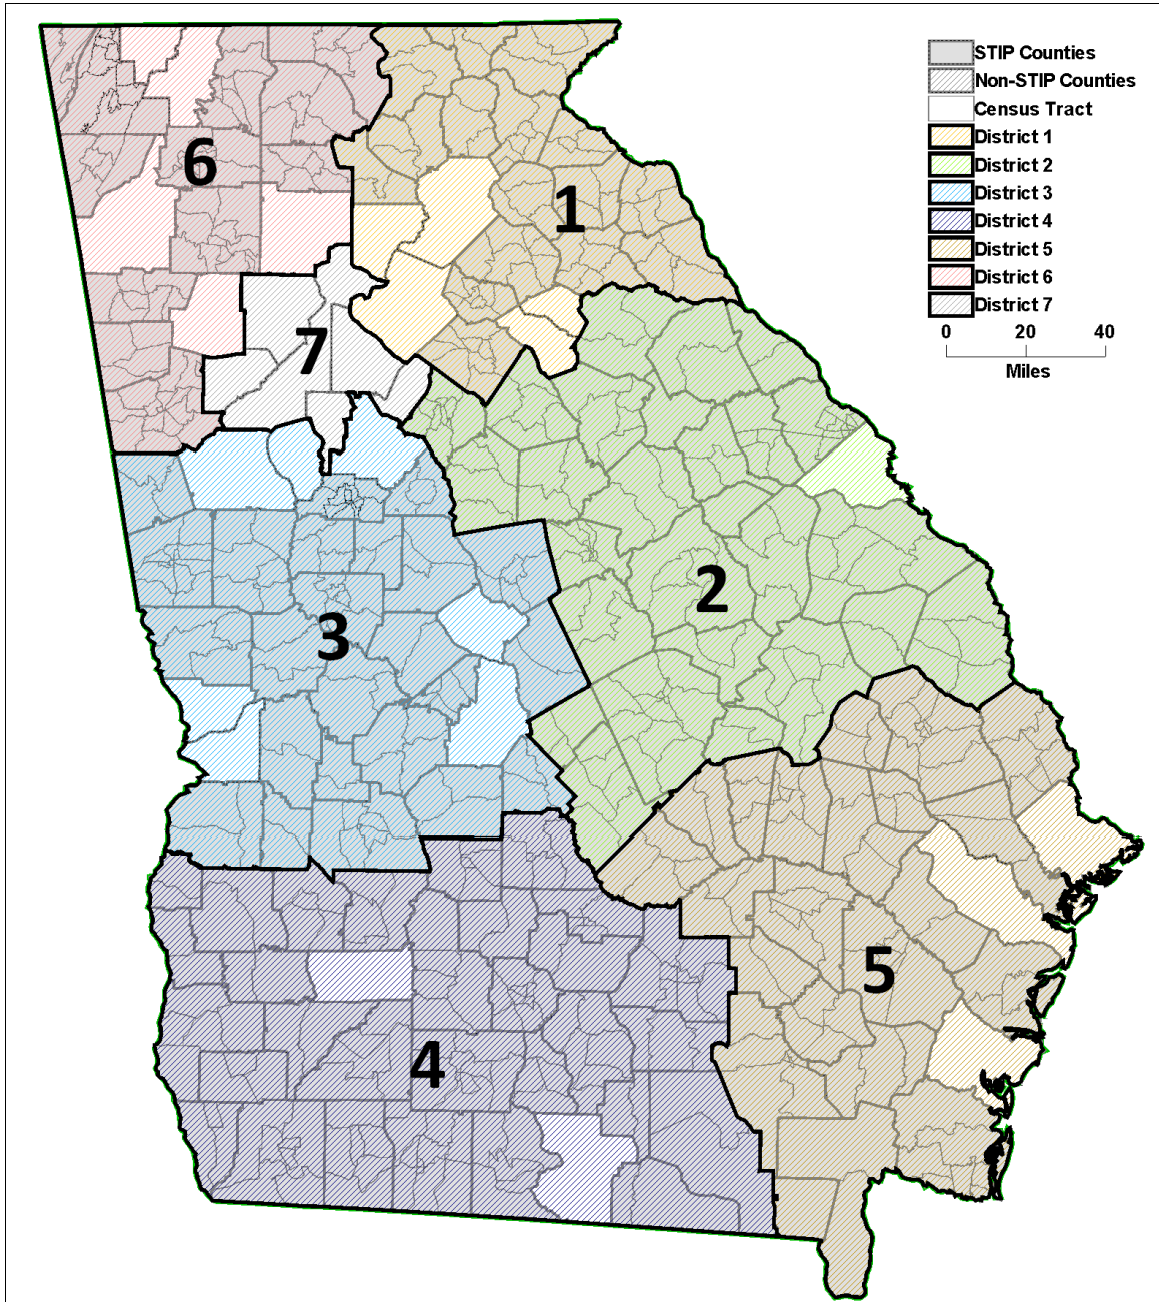 STIP Counties
Non-STIP Counties
Census Tract
District 1
District 2
District 3
District 4
District 5
District 6
District 7
0 20 40
Miles
6
1
7
2
3
5
4